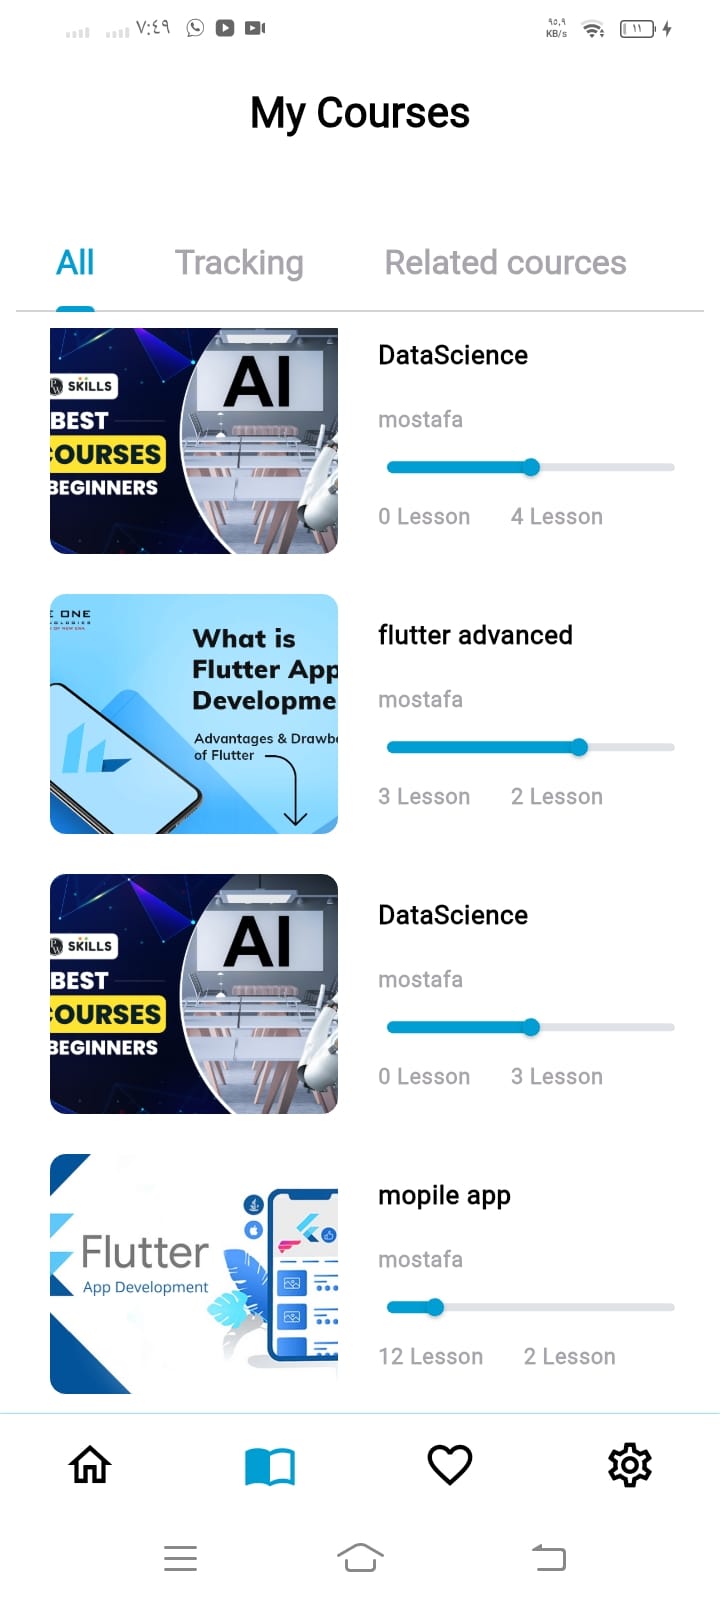 ٧:٤٩
٩٥,٩
KB/s
١١
My Courses
All
Tracking
Related cources
SKILLS
BEST
COURSES
BEGINNERS
AI
DataScience
mostafa
0 Lesson
4 Lesson
E ONE
What is
Flutter App
Developme
Advantages & Drawba
of Flutter
flutter advanced
mostafa
3 Lesson
2 Lesson
SKILLS
BEST
COURSES
BEGINNERS
AI
DataScience
mostafa
0 Lesson
3 Lesson
Flutter
App Development
mopile app
mostafa
12 Lesson
2 Lesson